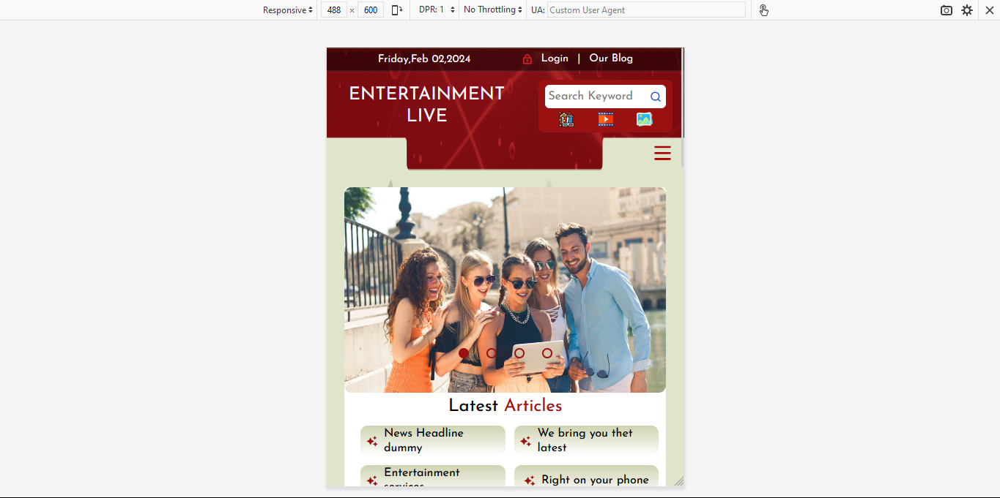 Responsive 488 × 600 DPR: 1 No Throttling UA: Custom User Agent
Friday,Feb 02,2024 Login | Our Blog
ENTERTAINMENT
LIVE
Search Keyword
Latest Articles
News Headline
dummy
We bring you thet
latest
Entertainment
services
Right on your phone